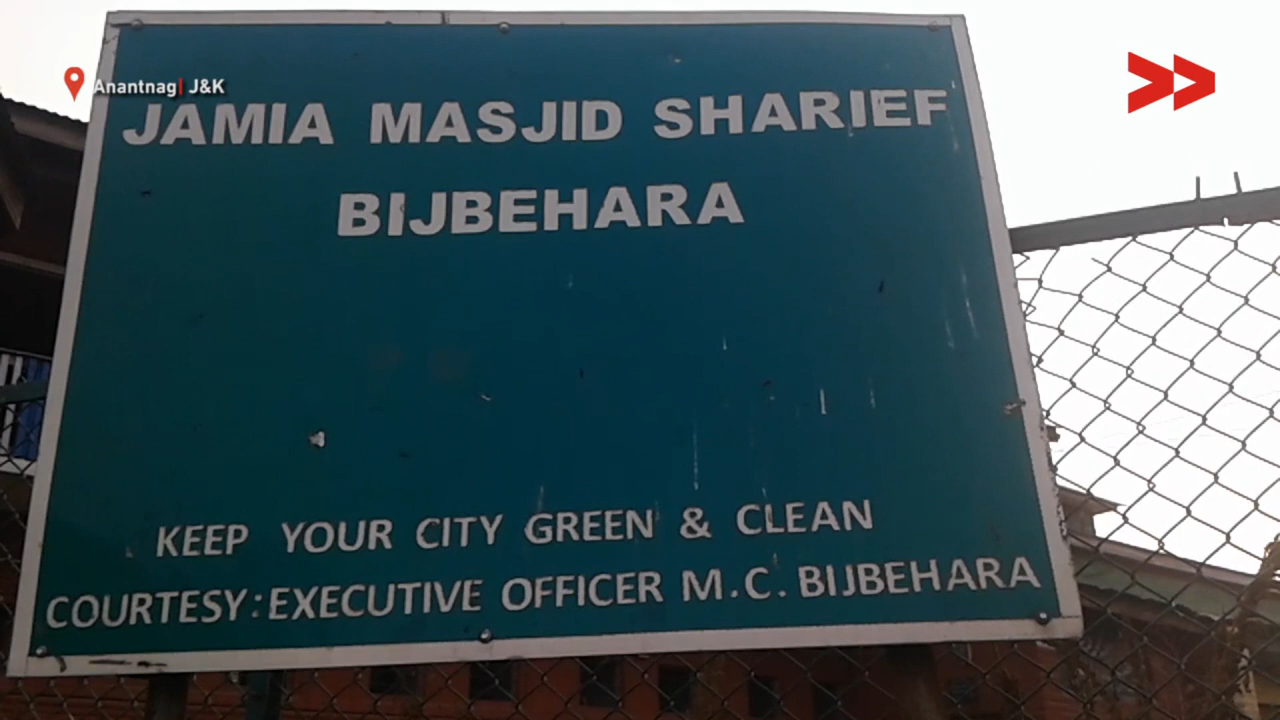 Anantnag| J&K
JAMIA MASJID SHARIEF
BIJBEHARA
KEEP YOUR CITY GREEN & CLEAN
COURTESY:EXECUTIVE OFFICER M.C. BIJBEHARA